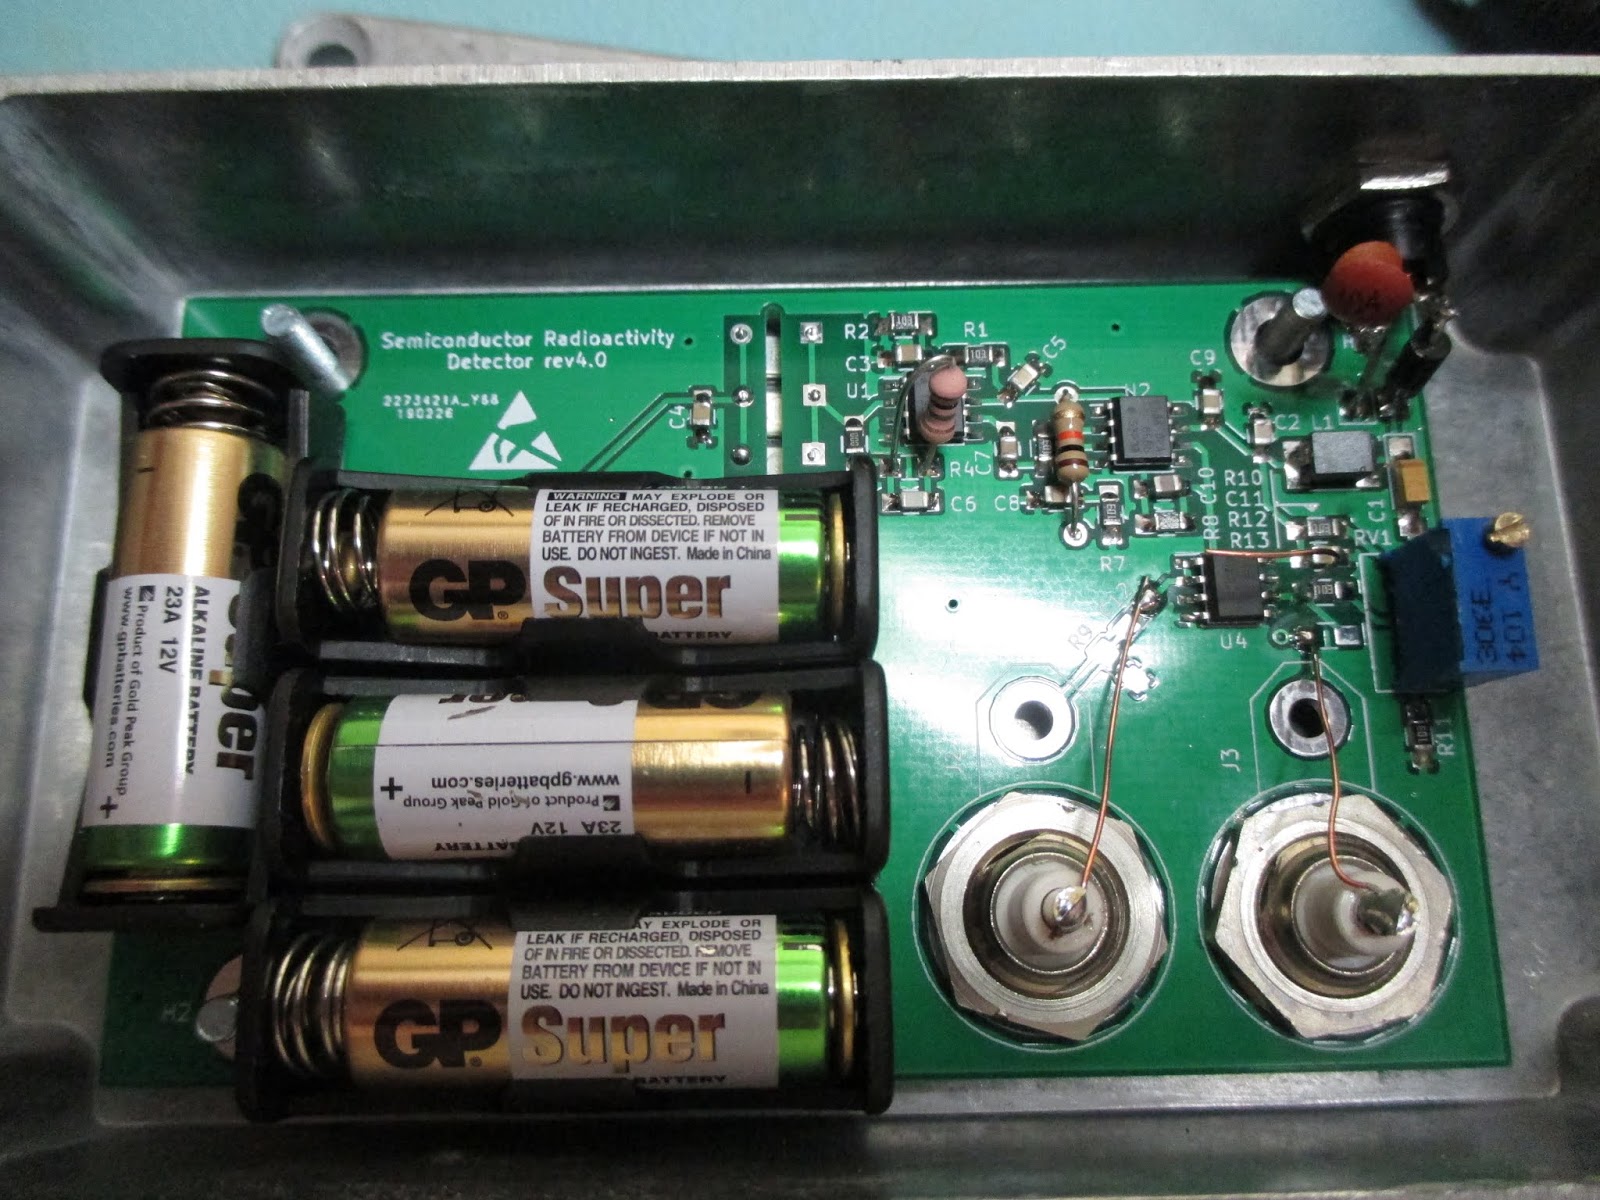 Semiconductor Radioactivity
Detector rev4.0
2273421A_Y68
190226
C4
R2
R1
C3
U1
C5
R4
C7
C6
C8
R7
C9
C2
L1
C10
R10
C11
R12
R13
R8
RV1
C1
R9
U4
J3
R11
H2
103
104
Y 104
3306
WARNING MAY EXPLODE OR
LEAK IF RECHARGED, DISPOSED
OF IN FIRE OR DISSECTED. REMOVE
BATTERY FROM DEVICE IF NOT IN
USE. DO NOT INGEST. Made in China
GP® Super
BATTERY
ALKALINE BATTERY
23A 12V
Product of Gold Peak Group
www.gpbatteries.com
+
−
www.gpbatteries.com
Product of Gold Peak Group
23A 12V
BATTERY
+
−
MAY EXPLODE OR
LEAK IF RECHARGED, DISPOSED
OF IN FIRE OR DISSECTED. REMOVE
BATTERY FROM DEVICE IF NOT IN
USE. DO NOT INGEST. Made in China
GP® Super
BATTERY